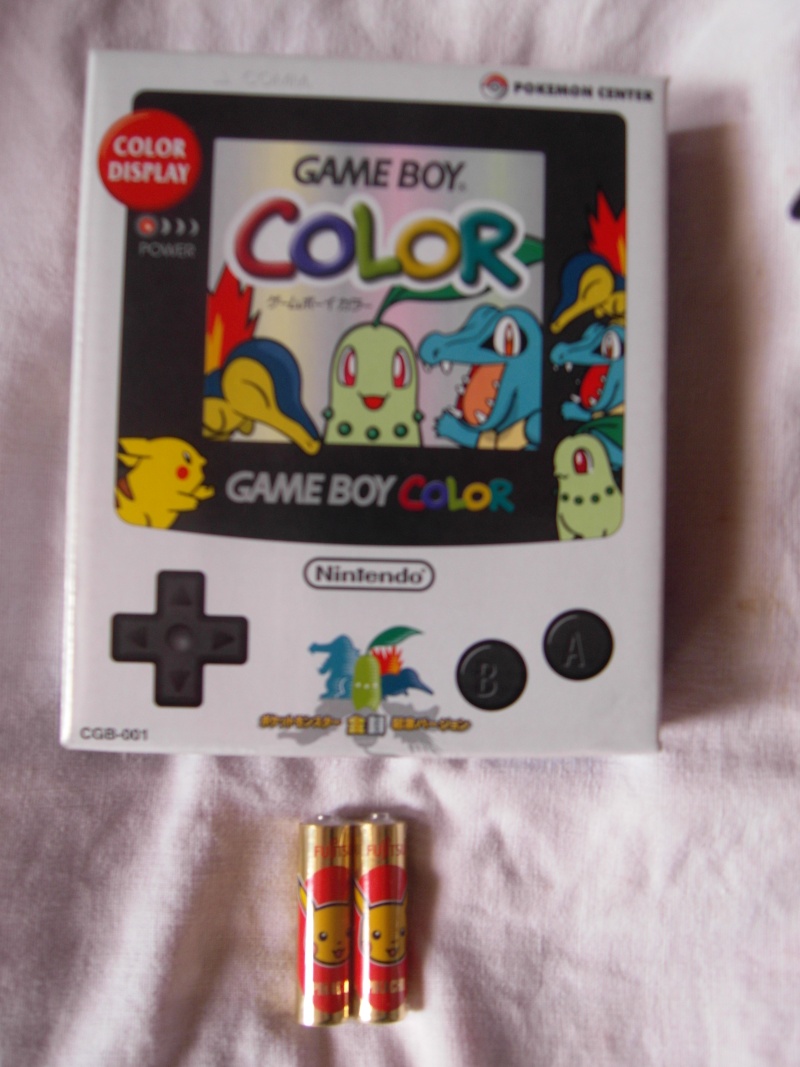 POKEMON CENTER
COLOR
DISPLAY
POWER
GAME BOY
COLOR
ゲームボーイカラー
GAME BOY COLOR
Nintendo
B
A
ポケットモンスター 金銀 記念バージョン
CGB-001
FUJITSU